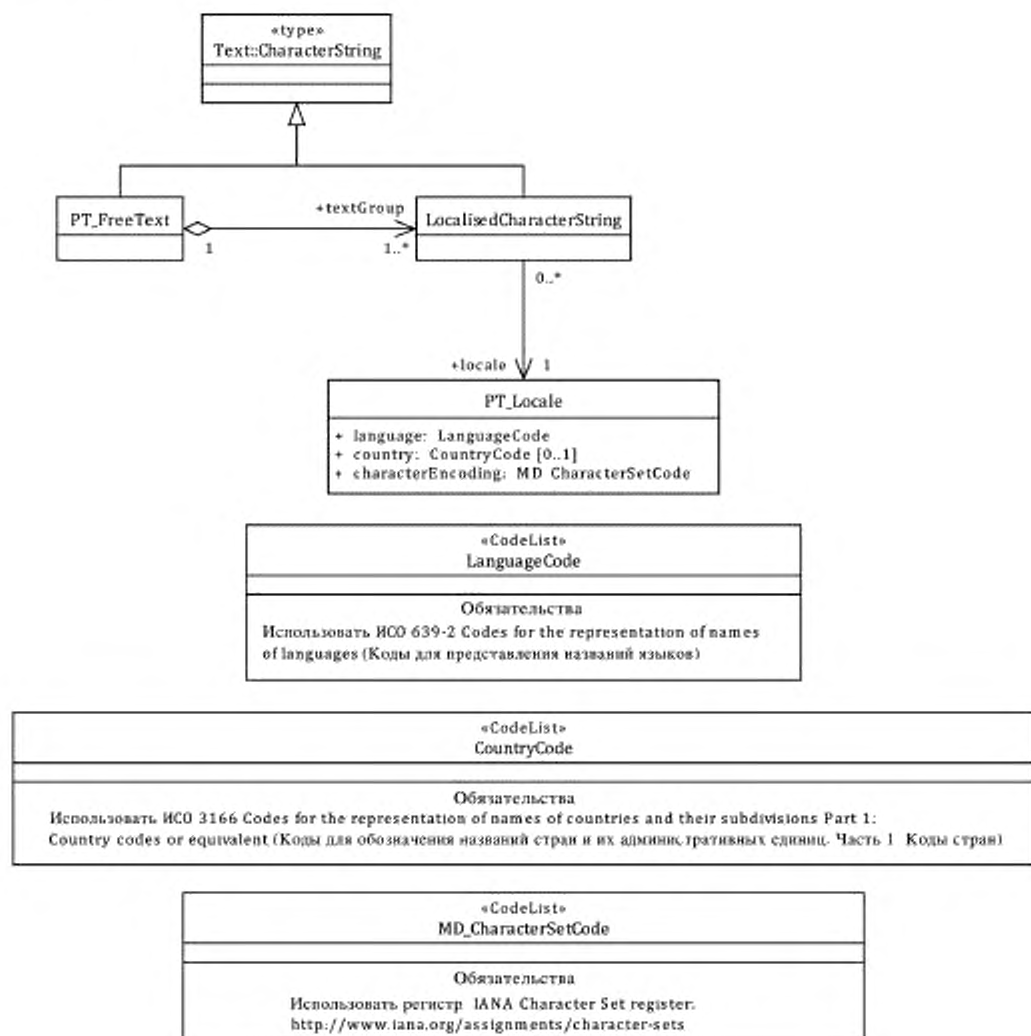 «type»
Text::CharacterString
PT_FreeText
+textGroup
LocalisedCharacterString
1
1..*
0..*
+locale
1
PT_Locale
+ language: LanguageCode
+ country: CountryCode [0..1]
+ characterEncoding: MD CharacterSetCode
«CodeList»
LanguageCode
Обязательства
Использовать ИСО 639-2 Codes for the representation of names
of languages (Коды для представления названий языков)
«CodeList»
CountryCode
Обязательства
Использовать ИСО 3166 Codes for the representation of names of countries and their subdivisions Part 1:
Country codes or equivalent (Коды для обозначения названий стран и их административных единиц. Часть 1 Коды стран)
«CodeList»
MD_CharacterSetCode
Обязательства
Использовать регистр IANA Character Set register:
http://www.iana.org/assignments/character-sets